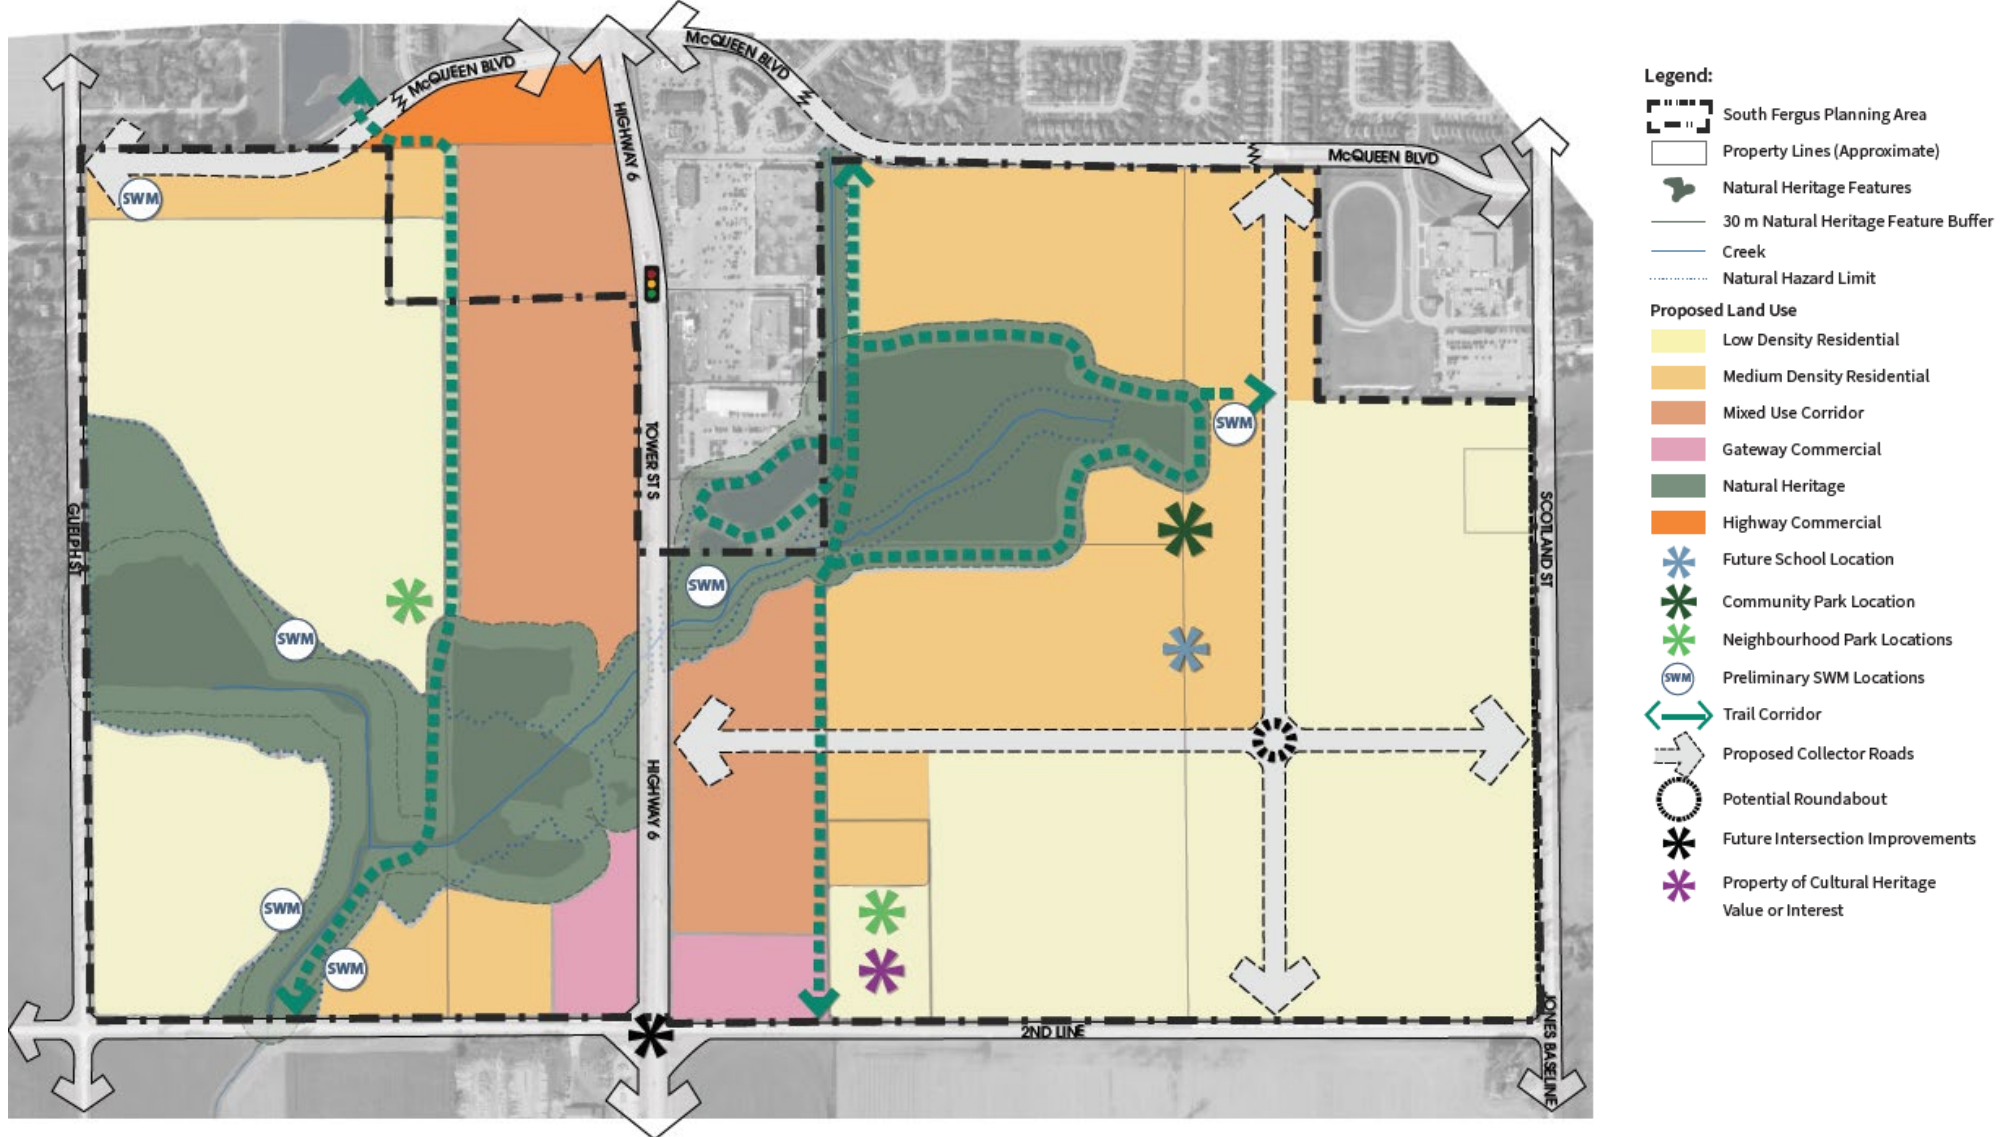 McQUEEN BLVD
McQUEEN BLVD
HIGHWAY 6
McQUEEN BLVD
SWM
SWM
TOWER ST S
GUELPH ST
SCOTLAND ST
SWM
SWM
HIGHWAY 6
SWM
SWM
2ND LINE
JONES BASELINE
Legend:
South Fergus Planning Area
Property Lines (Approximate)
Natural Heritage Features
30 m Natural Heritage Feature Buffer
Creek
Natural Hazard Limit
Proposed Land Use
Low Density Residential
Medium Density Residential
Mixed Use Corridor
Gateway Commercial
Natural Heritage
Highway Commercial
Future School Location
Community Park Location
Neighbourhood Park Locations
SWM
Preliminary SWM Locations
Trail Corridor
Proposed Collector Roads
Potential Roundabout
Future Intersection Improvements
Property of Cultural Heritage
Value or Interest